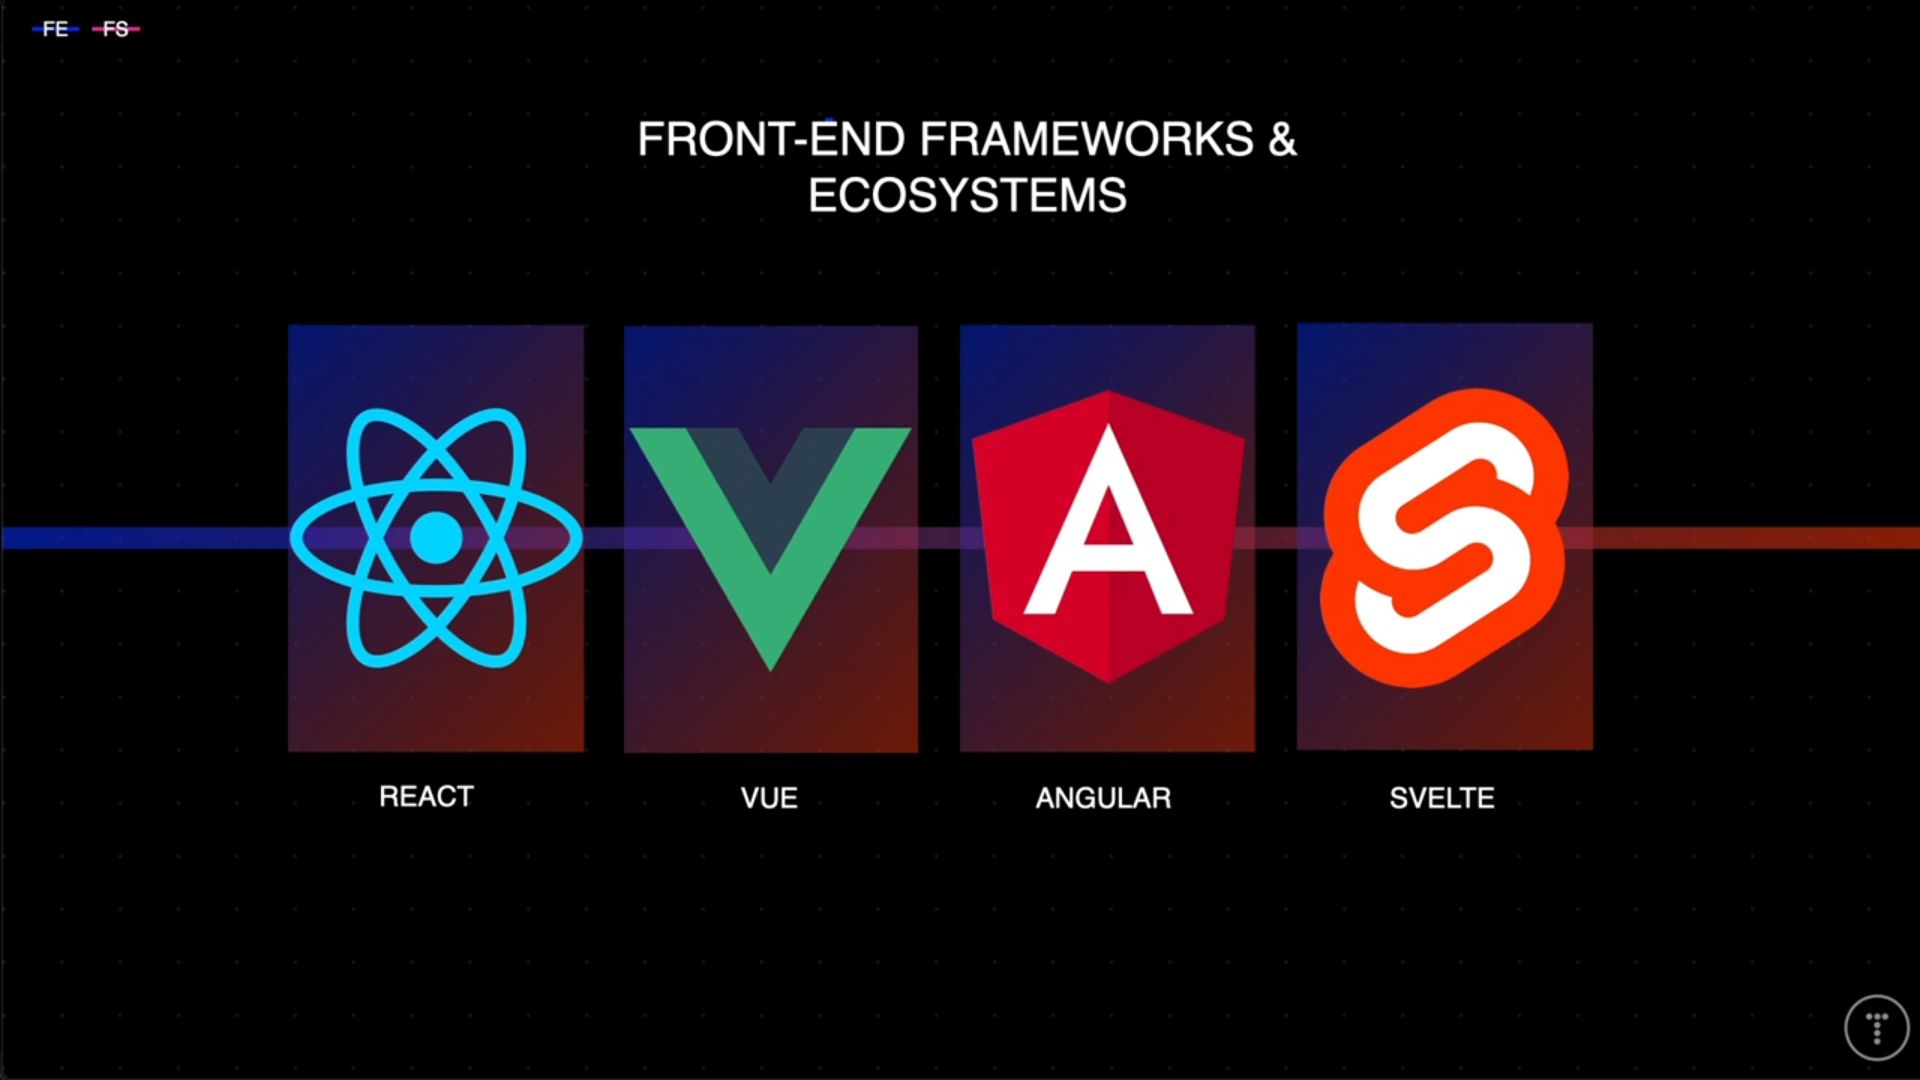 FE FS
FRONT-END FRAMEWORKS &
ECOSYSTEMS
REACT VUE ANGULAR SVELTE